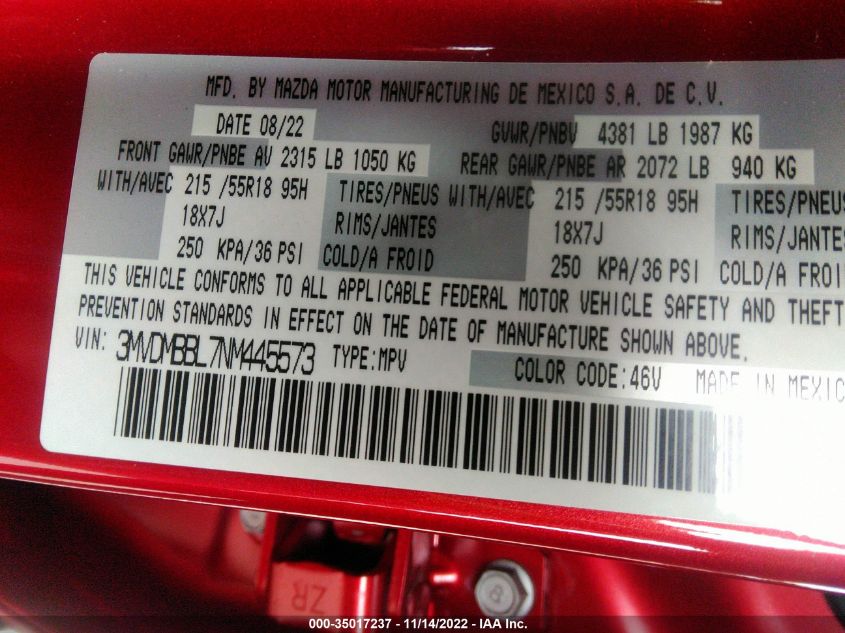 MFD. BY MAZDA MOTOR MANUFACTURING DE MEXICO S.A. DE C.V.
DATE 08/22 GVWR/PNBV 4381 LB 1987 KG
FRONT GAWR/PNBE AV 2315 LB 1050 KG REAR GAWR/PNBE AR 2072 LB 940 KG
WITH/AVEC 215 /55R18 95H TIRES/PNEUS WITH/AVEC 215 /55R18 95H TIRES/PNEUS
18X7J RIMS/JANTES 18X7J RIMS/JANTES
250 KPA/36 PSI COLD/A FROID 250 KPA/36 PSI COLD/A FROI
THIS VEHICLE CONFORMS TO ALL APPLICABLE FEDERAL MOTOR VEHICLE SAFETY AND THEFT
PREVENTION STANDARDS IN EFFECT ON THE DATE OF MANUFACTURE SHOWN ABOVE.
VIN: 3MVDMBBL7NM445573 TYPE:MPV COLOR CODE:46V MADE IN MEXICO
ZR
8
000-35017237 - 11/14/2022 - IAA Inc.